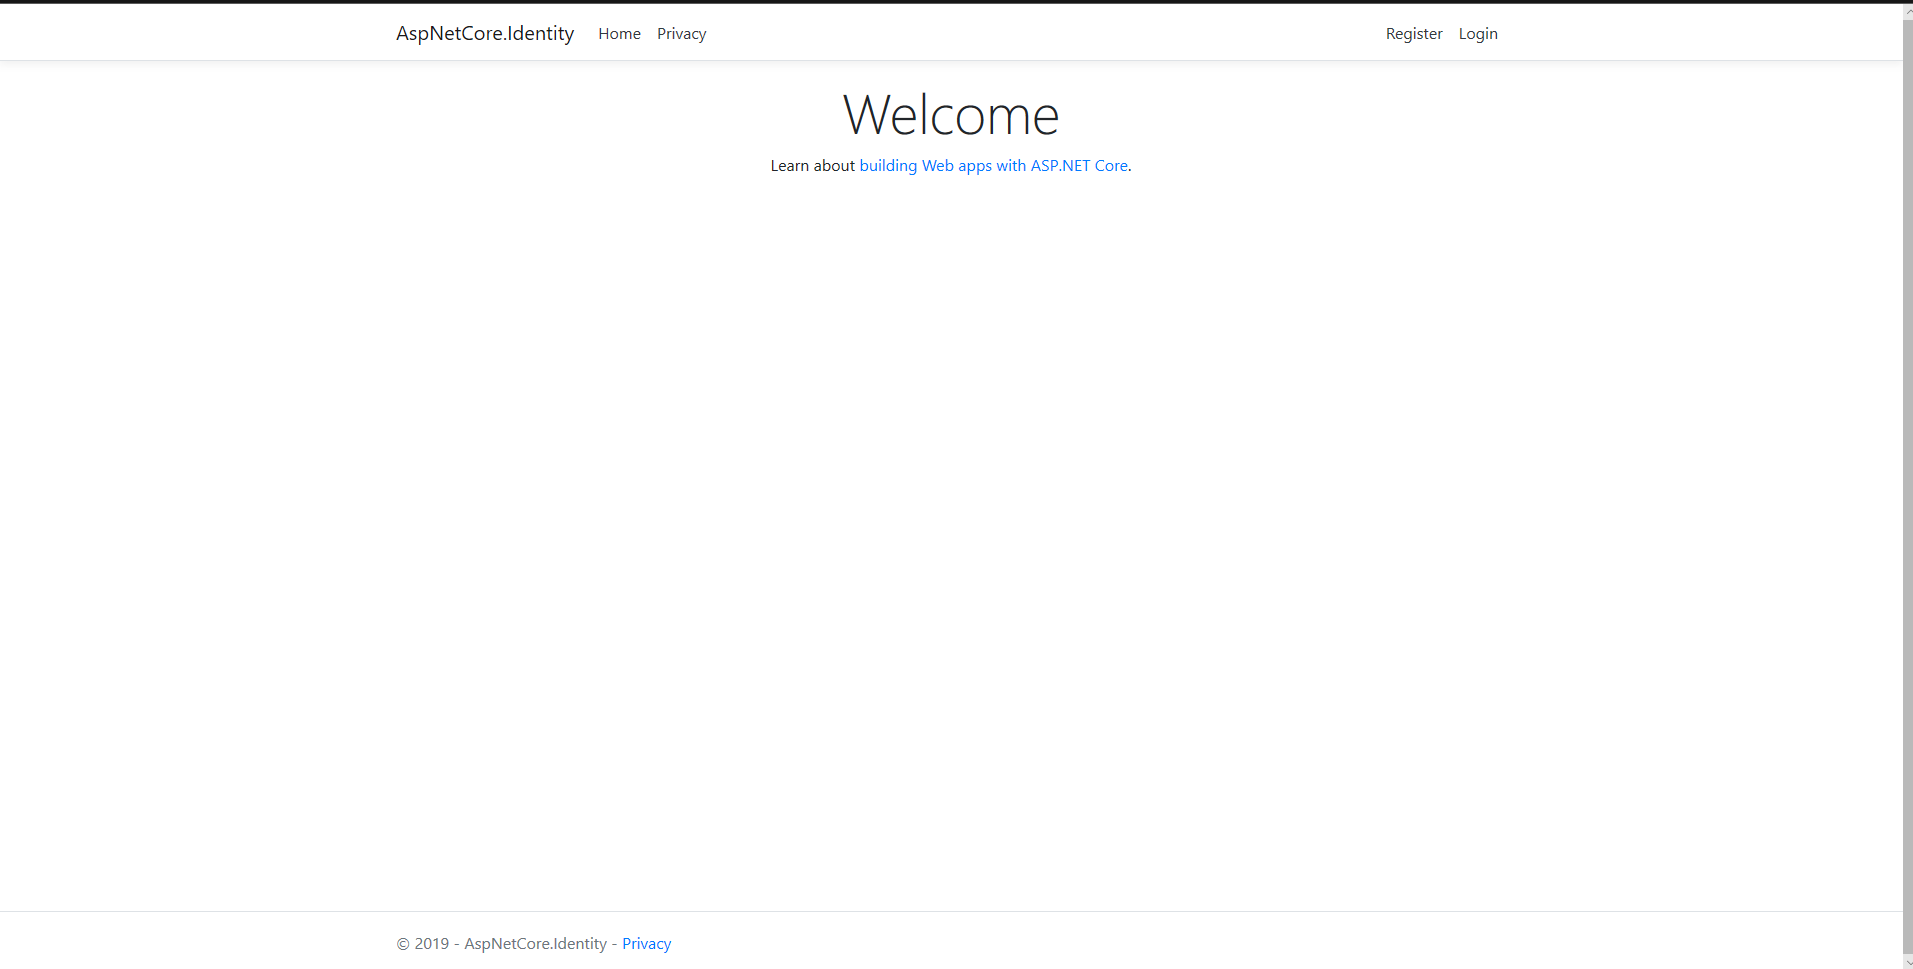 AspNetCore.Identity Home Privacy Register Login
Welcome
Learn about building Web apps with ASP.NET Core.
© 2019 - AspNetCore.Identity - Privacy